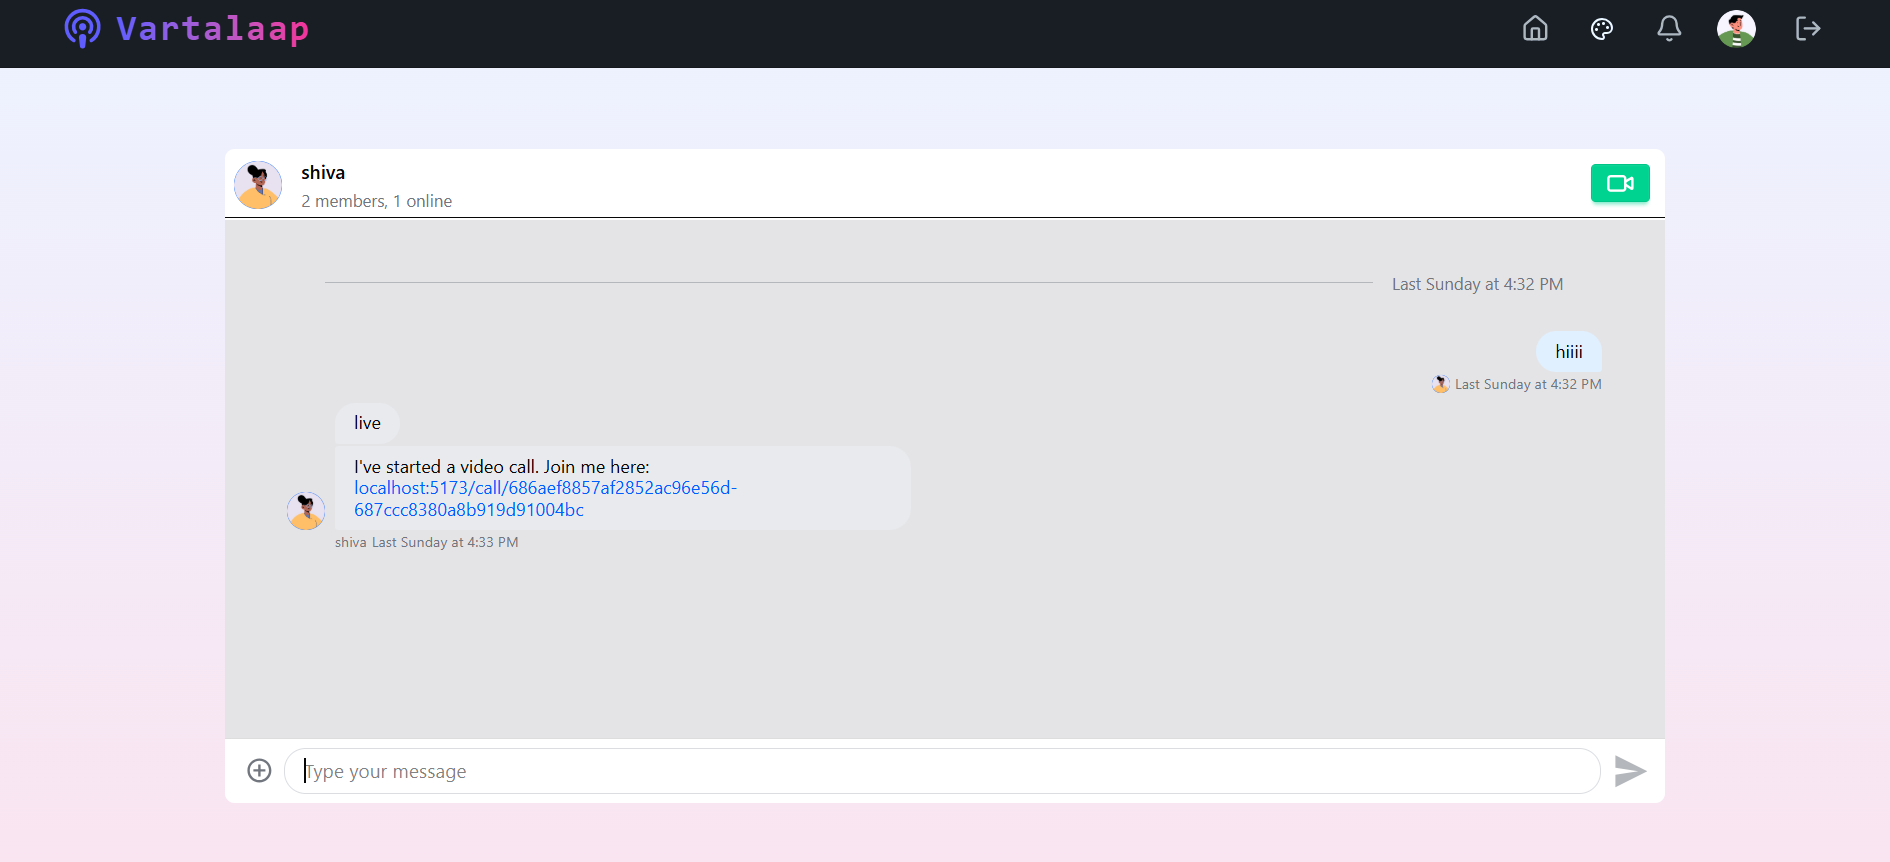 Vartalaap
shiva
2 members, 1 online
Last Sunday at 4:32 PM
hiiii
Last Sunday at 4:32 PM
live
I've started a video call. Join me here:
localhost:5173/call/686aef8857af2852ac96e56d-
687ccc8380a8b919d91004bc
shiva Last Sunday at 4:33 PM
Type your message